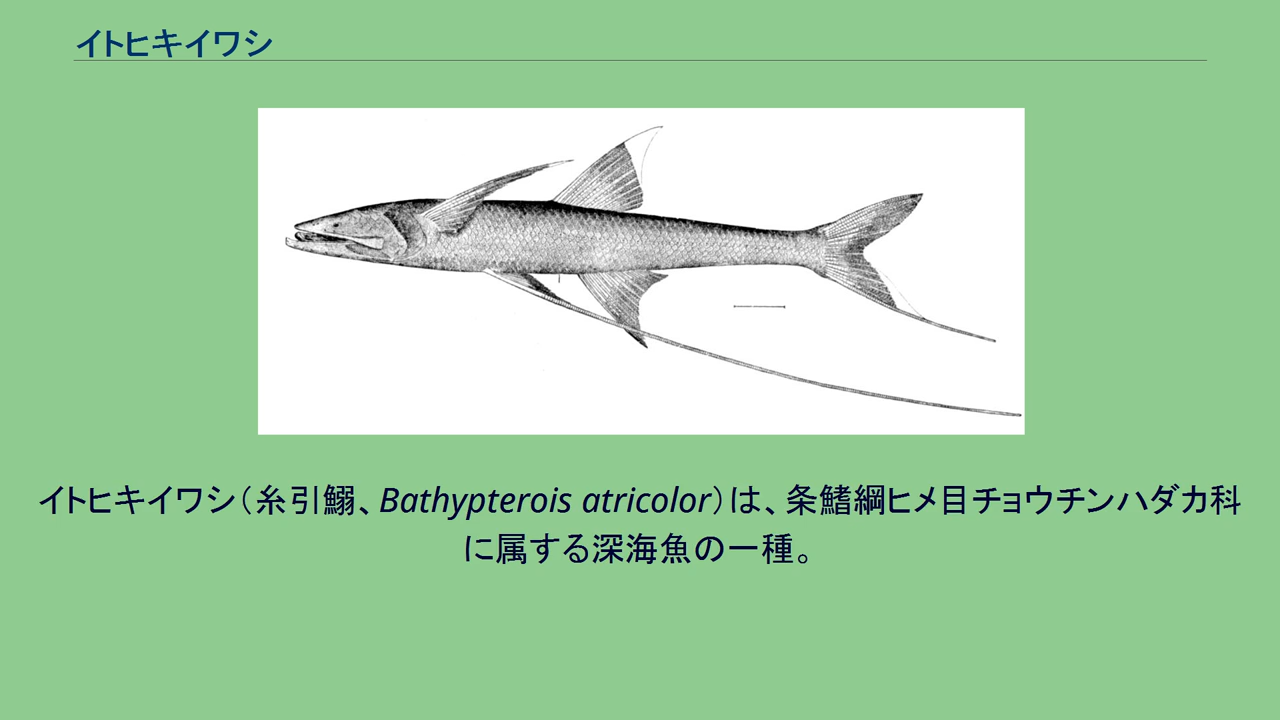 イトヒキイワシ
イトヒキイワシ（糸引鰯、Bathypterois atricolor）は、条鰭綱ヒメ目チョウチンハダカ科
に属する深海魚の一種。